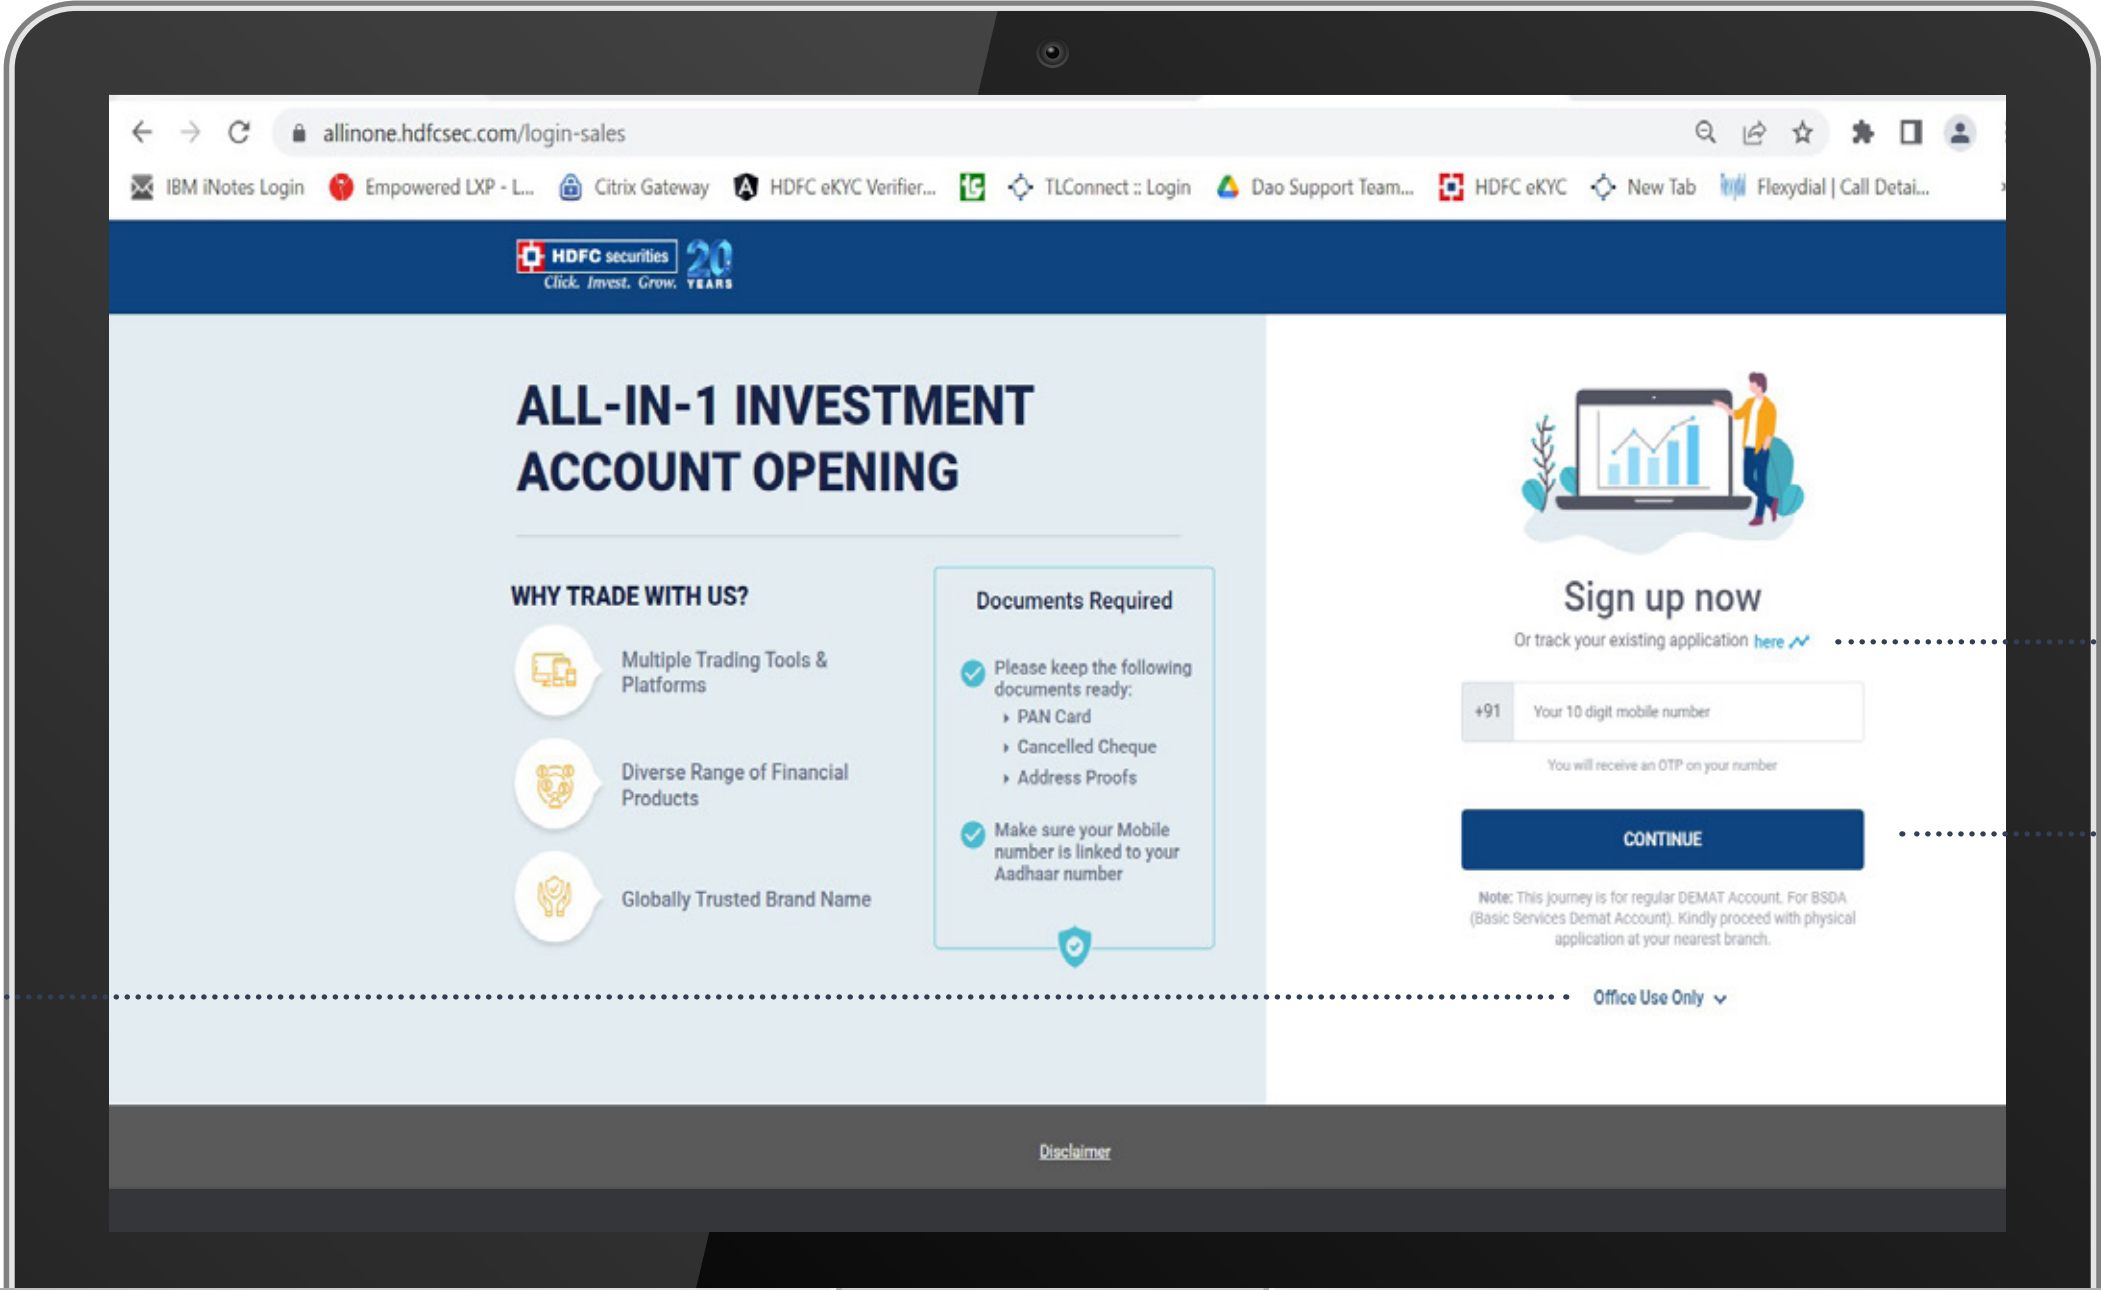 allinone.hdfcsec.com/login-sales
IBM iNotes Login Empowered LXP - L... Citrix Gateway HDFC eKYC Verifier... TLConnect :: Login Dao Support Team... HDFC eKYC New Tab Flexydial | Call Detai...
HDFC securities
Click. Invest. Grow.
20
YEARS
ALL-IN-1 INVESTMENT
ACCOUNT OPENING
WHY TRADE WITH US?
Multiple Trading Tools &
Platforms
Diverse Range of Financial
Products
Globally Trusted Brand Name
Documents Required
Please keep the following
documents ready:
PAN Card
Cancelled Cheque
Address Proofs
Make sure your Mobile
number is linked to your
Aadhaar number
Sign up now
Or track your existing application here
+91 Your 10 digit mobile number
You will receive an OTP on your number
CONTINUE
Note: This journey is for regular DEMAT Account. For BSDA
(Basic Services Demat Account). Kindly proceed with physical
application at your nearest branch.
Office Use Only
Disclaimer